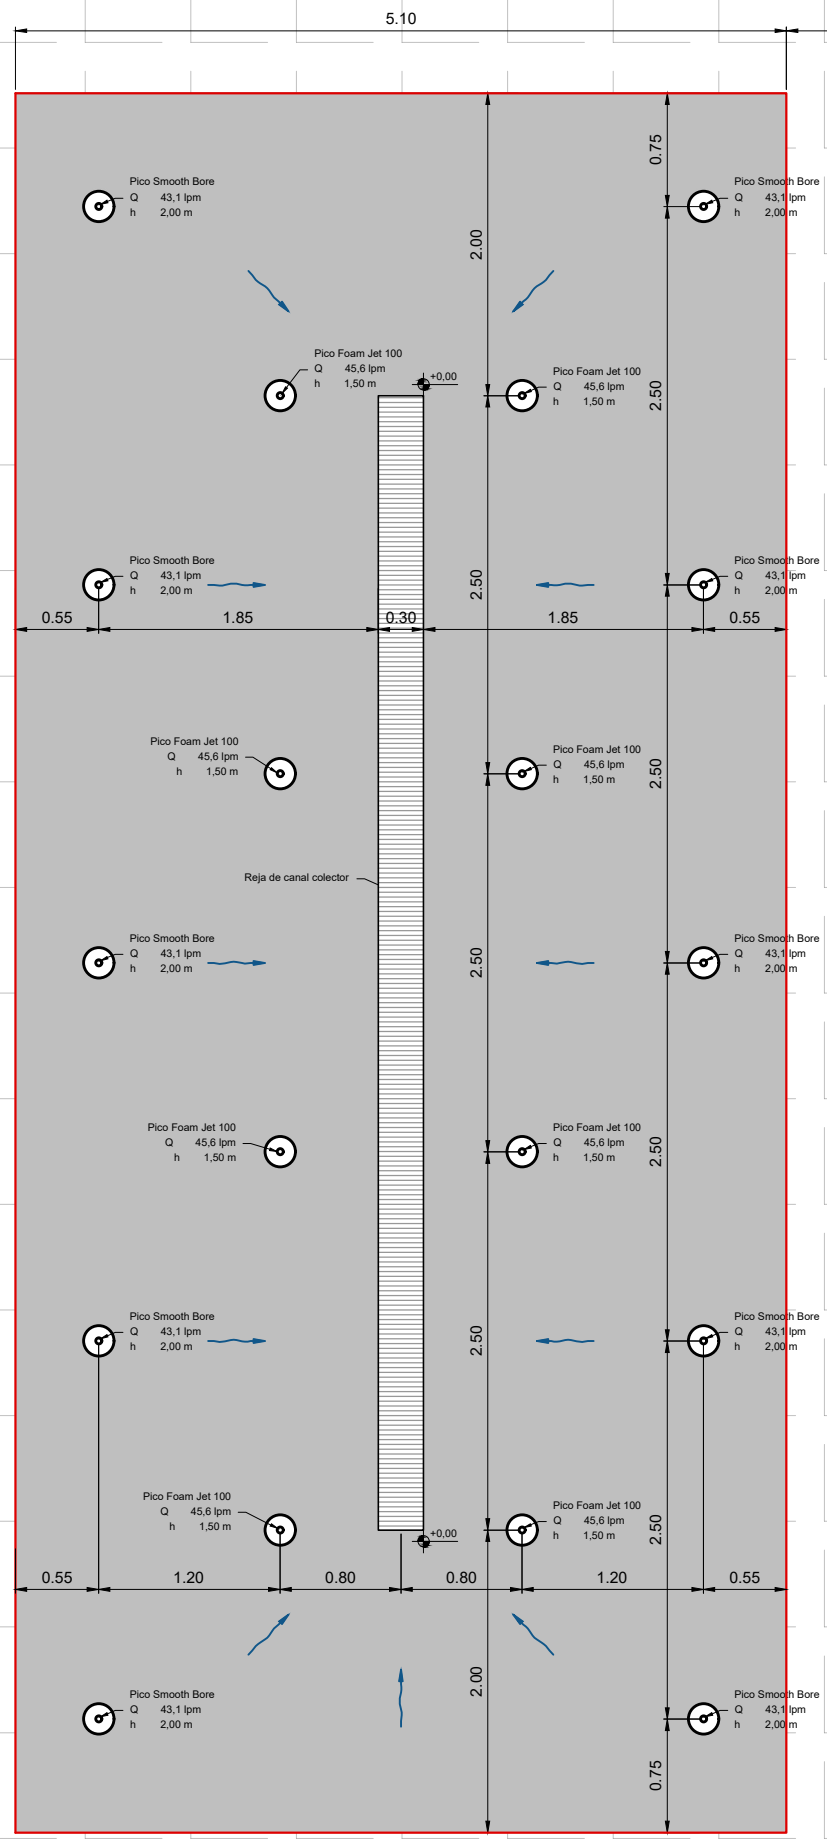 5.10
Pico Smooth Bore
Q 43,1 lpm
h 2,00 m
0.75
Pico Smooth Bore
Q 43,1 lpm
h 2,00 m
2.00
Pico Foam Jet 100
Q 45,6 lpm
h 1,50 m
+0,00
Pico Foam Jet 100
Q 45,6 lpm
h 1,50 m
2.50
Pico Smooth Bore
Q 43,1 lpm
h 2,00 m
2.50
Pico Smooth Bore
Q 43,1 lpm
h 2,00 m
0.55 1.85 0.30 1.85 0.55
Pico Foam Jet 100
Q 45,6 lpm
h 1,50 m
Pico Foam Jet 100
Q 45,6 lpm
h 1,50 m
2.50
Reja de canal colector
Pico Smooth Bore
Q 43,1 lpm
h 2,00 m
2.50
Pico Smooth Bore
Q 43,1 lpm
h 2,00 m
Pico Foam Jet 100
Q 45,6 lpm
h 1,50 m
Pico Foam Jet 100
Q 45,6 lpm
h 1,50 m
2.50
Pico Smooth Bore
Q 43,1 lpm
h 2,00 m
2.50
Pico Smooth Bore
Q 43,1 lpm
h 2,00 m
Pico Foam Jet 100
Q 45,6 lpm
h 1,50 m
+0,00
Pico Foam Jet 100
Q 45,6 lpm
h 1,50 m
2.50
0.55 1.20 0.80 0.80 1.20 0.55
2.00
Pico Smooth Bore
Q 43,1 lpm
h 2,00 m
Pico Smooth Bore
Q 43,1 lpm
h 2,00 m
0.75